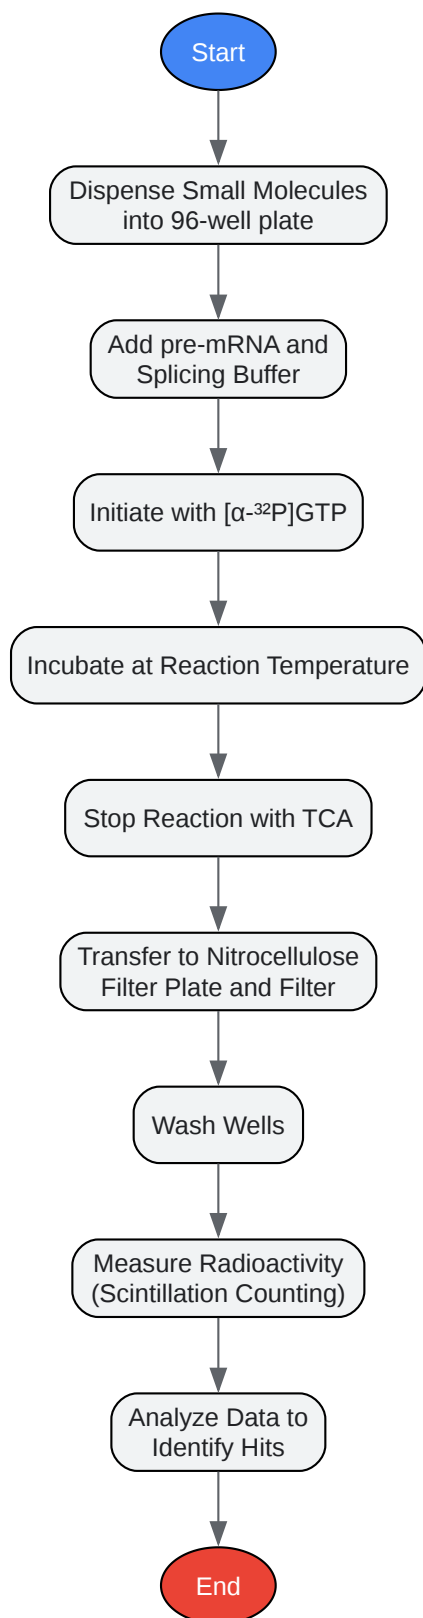 Start
Dispense Small Molecules
into 96-well plate
Add pre-mRNA and
Splicing Buffer
Initiate with [α-³²P]GTP
Incubate at Reaction Temperature
Stop Reaction with TCA
Transfer to Nitrocellulose
Filter Plate and Filter
Wash Wells
Measure Radioactivity
(Scintillation Counting)
Analyze Data to
Identify Hits
End